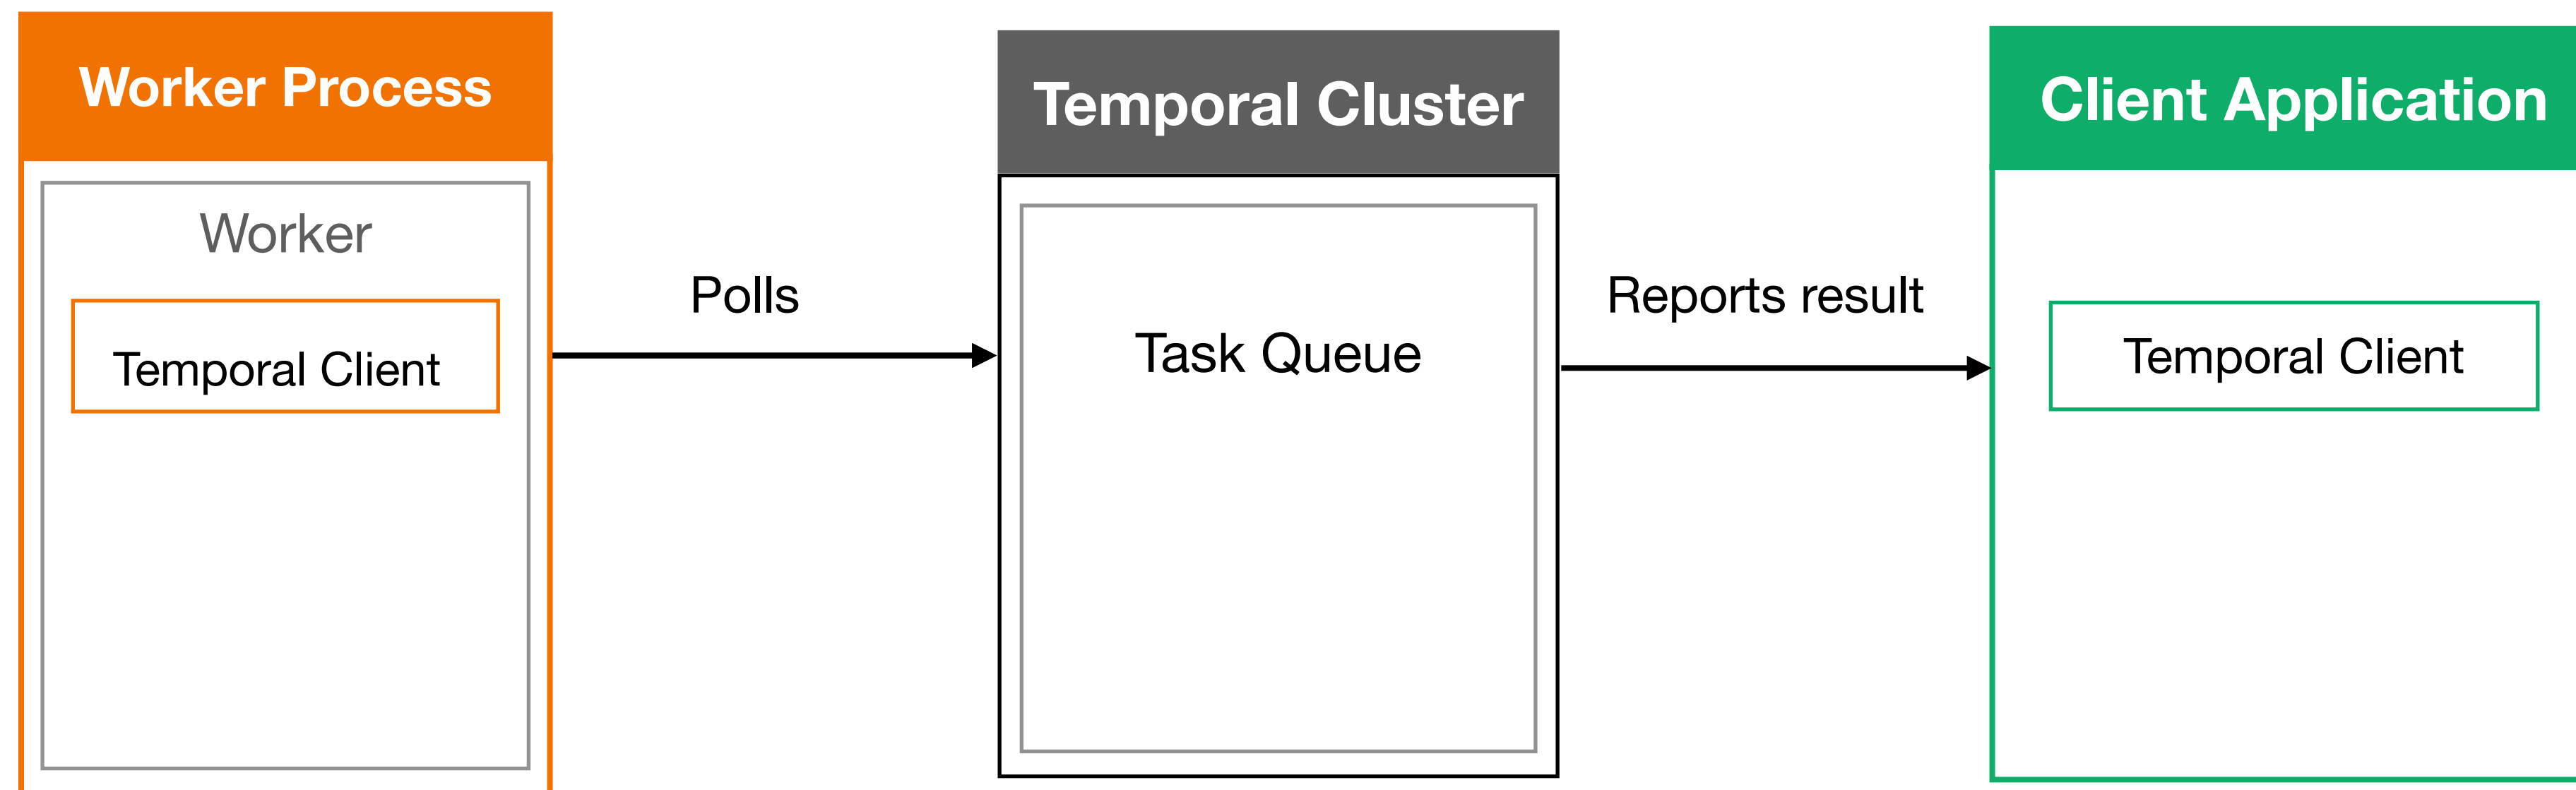 Worker Process
Worker
Temporal Client
Polls
Temporal Cluster
Task Queue
Reports result
Client Application
Temporal Client